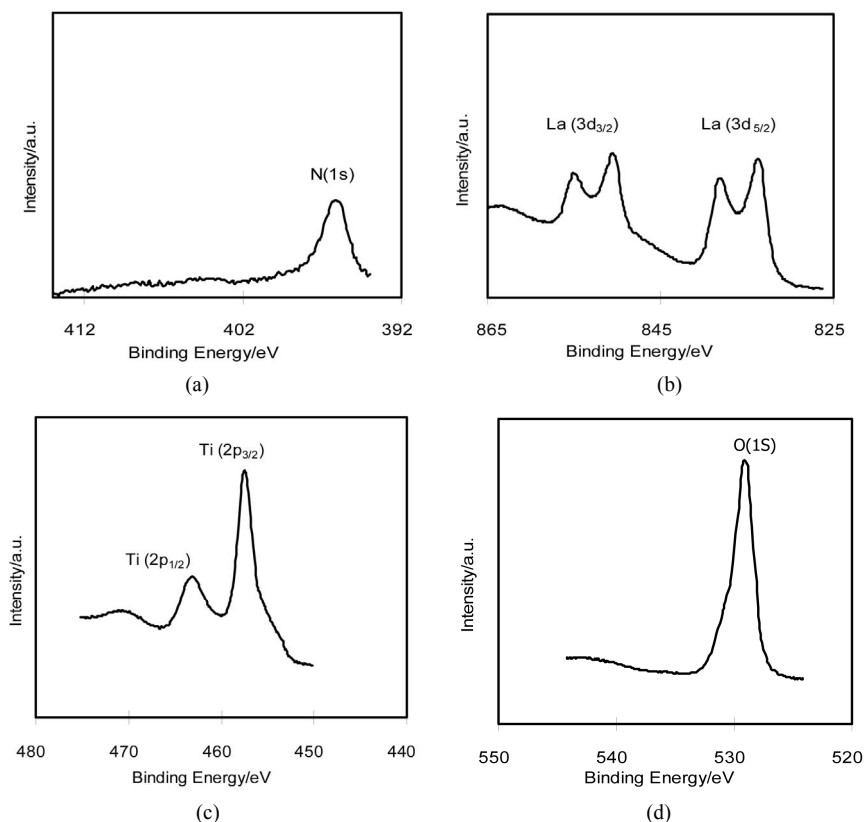 Intensity/a.u.
N(1s)
412 402 392
Binding Energy/eV
(a)
Intensity/a.u.
La (3d3/2) La (3d 5/2)
865 845 825
Binding Energy/eV
(b)
Intensity/a.u.
Ti (2p3/2)
Ti (2p1/2)
480 470 460 450 440
Binding Energy/eV
(c)
Intensity/a.u.
O(1S)
550 540 530 520
Binding Energy/eV
(d)